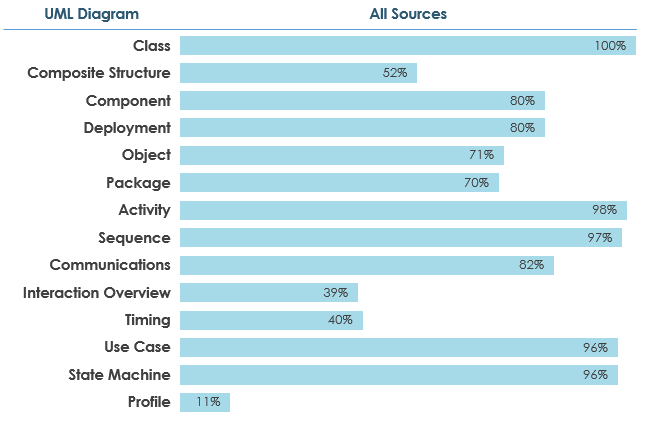 UML Diagram All Sources
Class 100%
Composite Structure 52%
Component 80%
Deployment 80%
Object 71%
Package 70%
Activity 98%
Sequence 97%
Communications 82%
Interaction Overview 39%
Timing 40%
Use Case 96%
State Machine 96%
Profile 11%